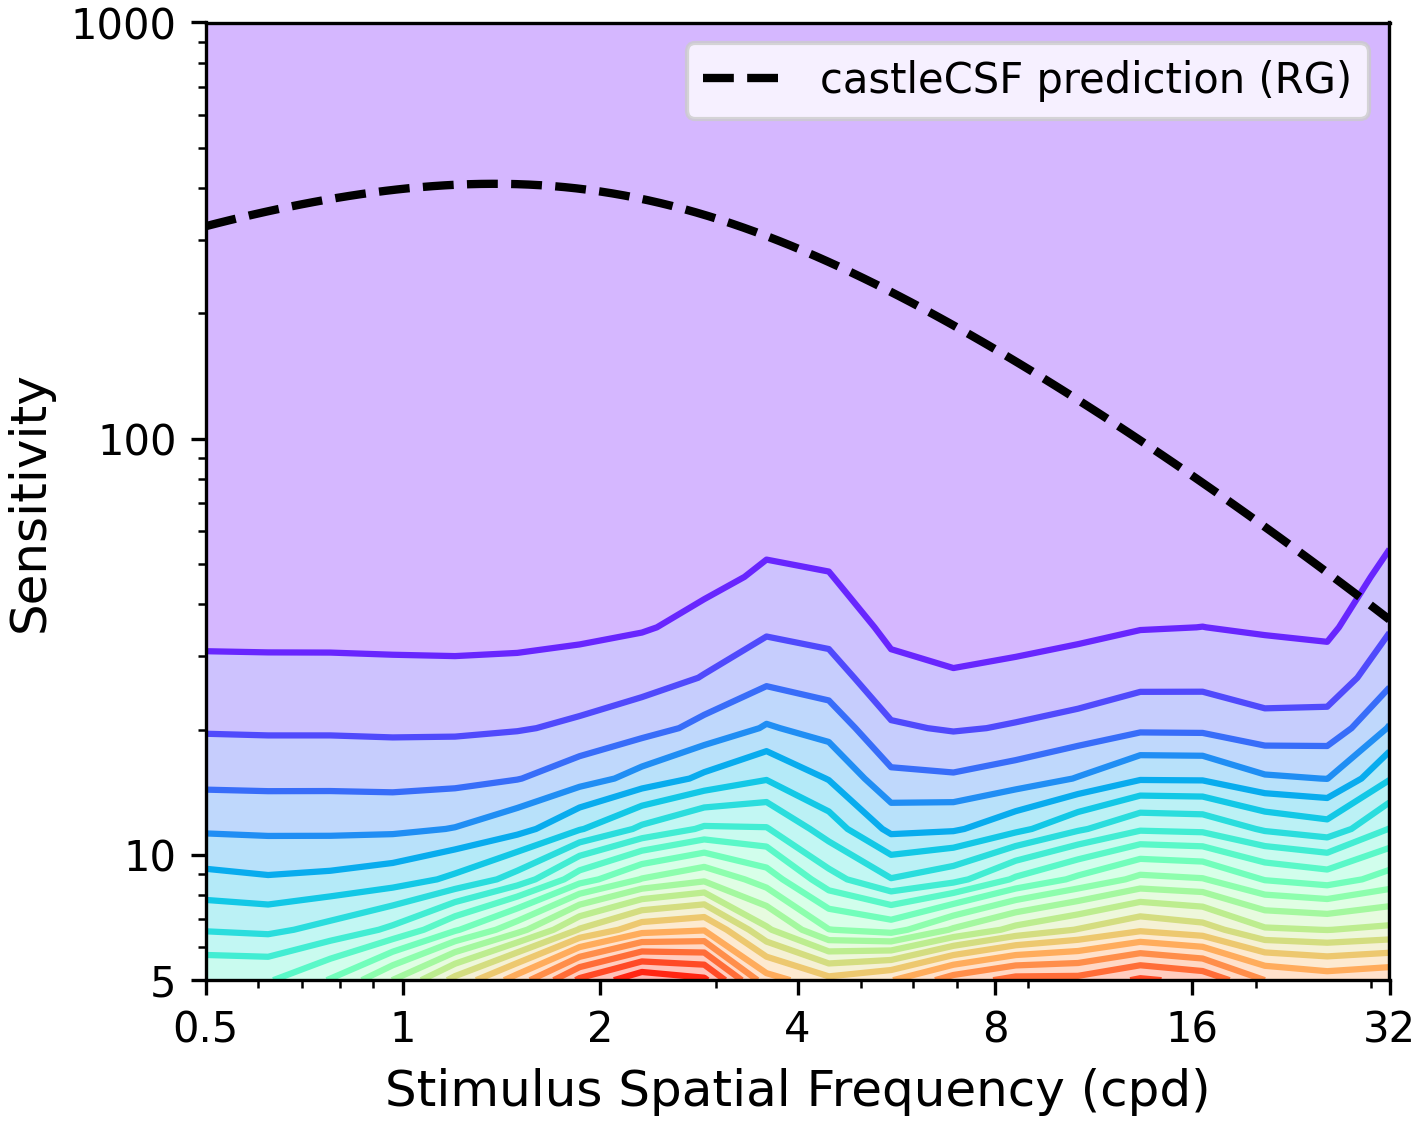 1000
castleCSF prediction (RG)
100
10
5
Sensitivity
0.5 1 2 4 8 16 32
Stimulus Spatial Frequency (cpd)